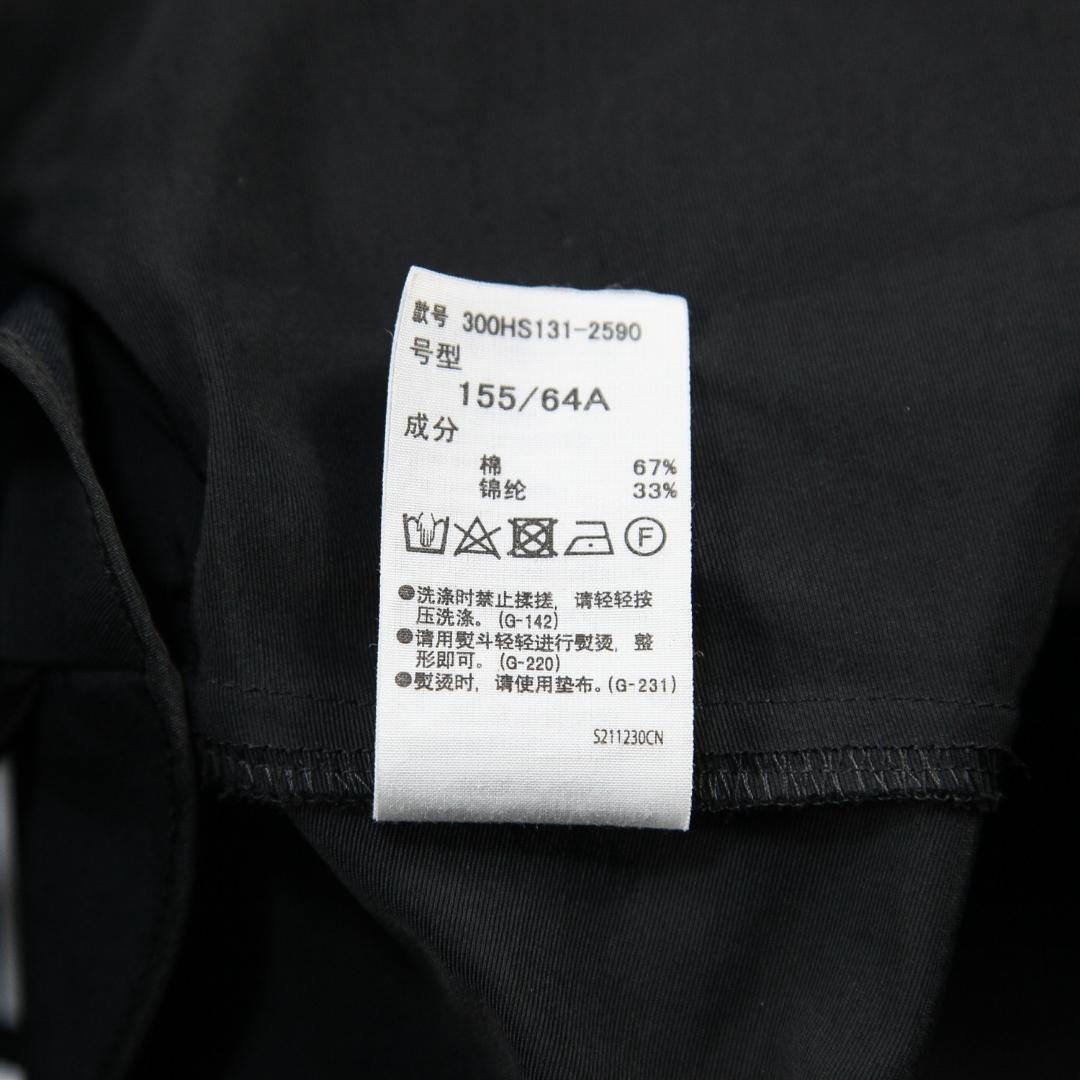 款号 300HS131-2590
号型
155/64A
成分
棉 67%
锦纶 33%
F
●洗涤时禁止揉搓，请轻轻按
压洗涤。(G-142)
●请用熨斗轻轻进行熨烫，整
形即可。(G-220)
●熨烫时，请使用垫布。(G-231)
S211230CN